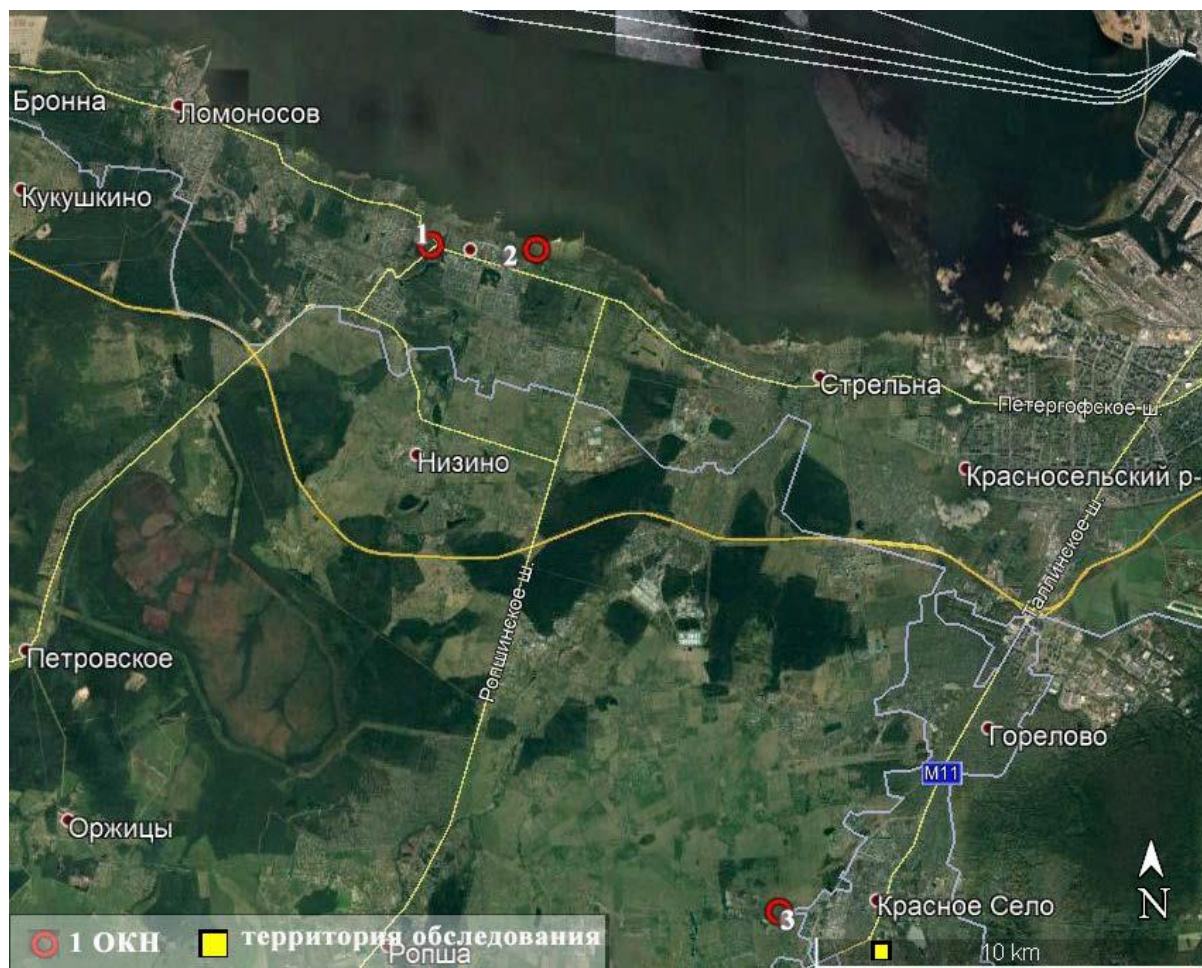 Бронна
Ломоносов
Кукушкино
1
2
Стрельна
Петергофское ш.
Низино
Красносельский р-
Таллинское ш.
Ропшинское ш.
Петровское
Горелово
М11
Оржицы
N
3
Красное Село
1 ОКН
территория обследования
10 km
Ропша